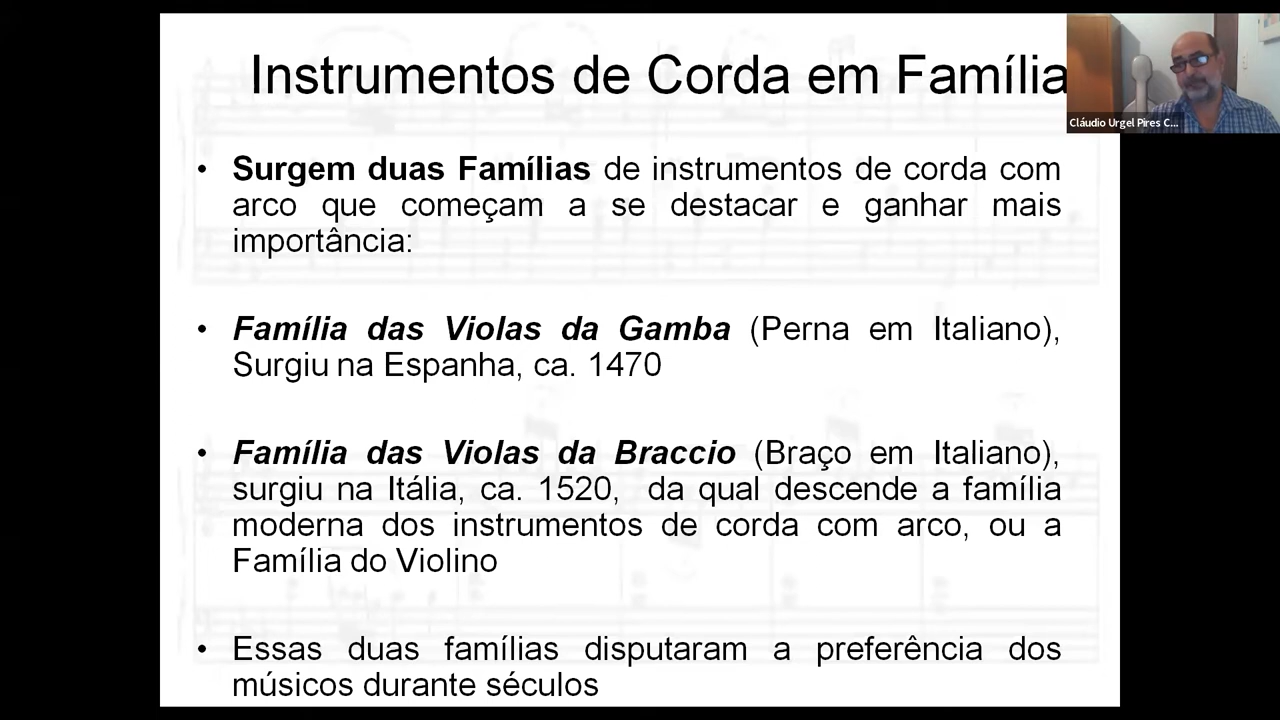 Instrumentos de Corda em Família
Cláudio Urgel Pires C...
• Surgem duas Famílias de instrumentos de corda com
arco que começam a se destacar e ganhar mais
importância:
• Família das Violas da Gamba (Perna em Italiano),
Surgiu na Espanha, ca. 1470
• Família das Violas da Braccio (Braço em Italiano),
surgiu na Itália, ca. 1520, da qual descende a família
moderna dos instrumentos de corda com arco, ou a
Família do Violino
• Essas duas famílias disputaram a preferência dos
músicos durante séculos